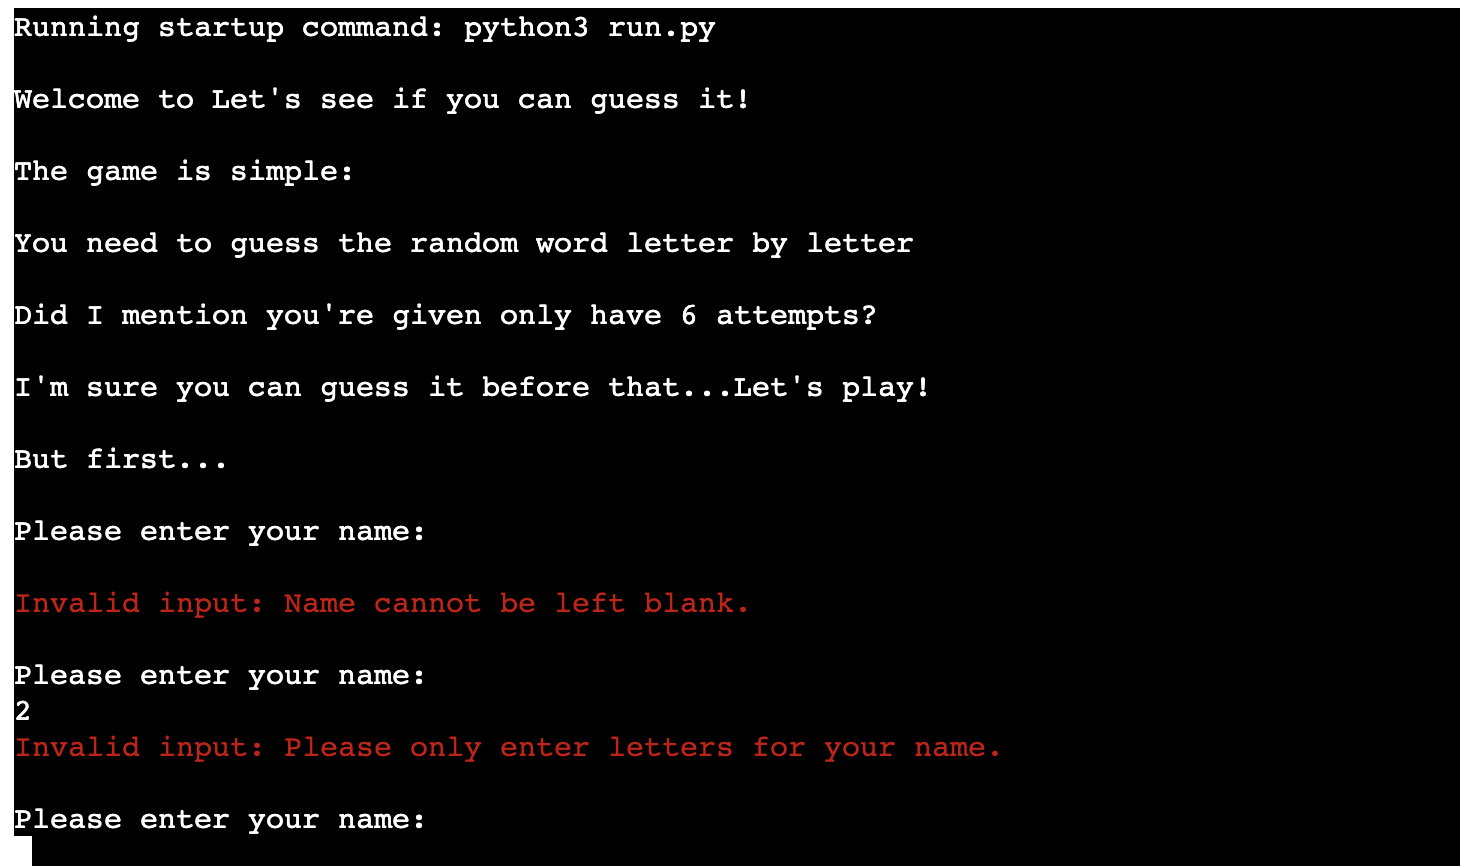 Running startup command: python3 run.py
Welcome to Let's see if you can guess it!
The game is simple:
You need to guess the random word letter by letter
Did I mention you're given only have 6 attempts?
I'm sure you can guess it before that...Let's play!
But first...
Please enter your name:
Invalid input: Name cannot be left blank.
Please enter your name:
2
Invalid input: Please only enter letters for your name.
Please enter your name: